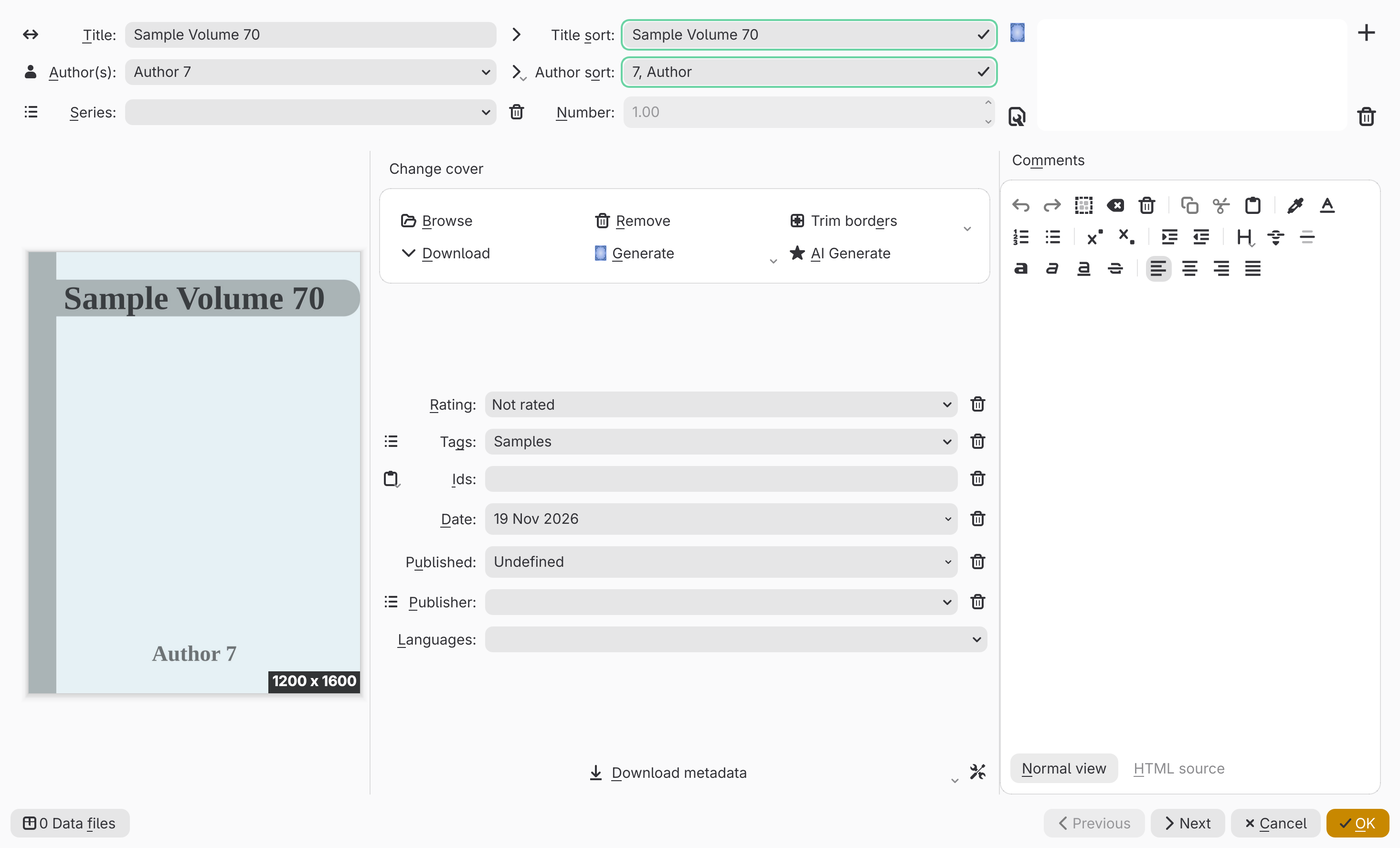 Title: Sample Volume 70 Title sort: Sample Volume 70
Author(s): Author 7 Author sort: 7, Author
Series: Number: 1.00
Change cover
Browse Remove Trim borders
Download Generate AI Generate
Sample Volume 70
Author 7
1200 x 1600
Rating: Not rated
Tags: Samples
Ids:
Date: 19 Nov 2026
Published: Undefined
Publisher:
Languages:
Download metadata
Comments
Normal view HTML source
0 Data files Previous Next Cancel OK